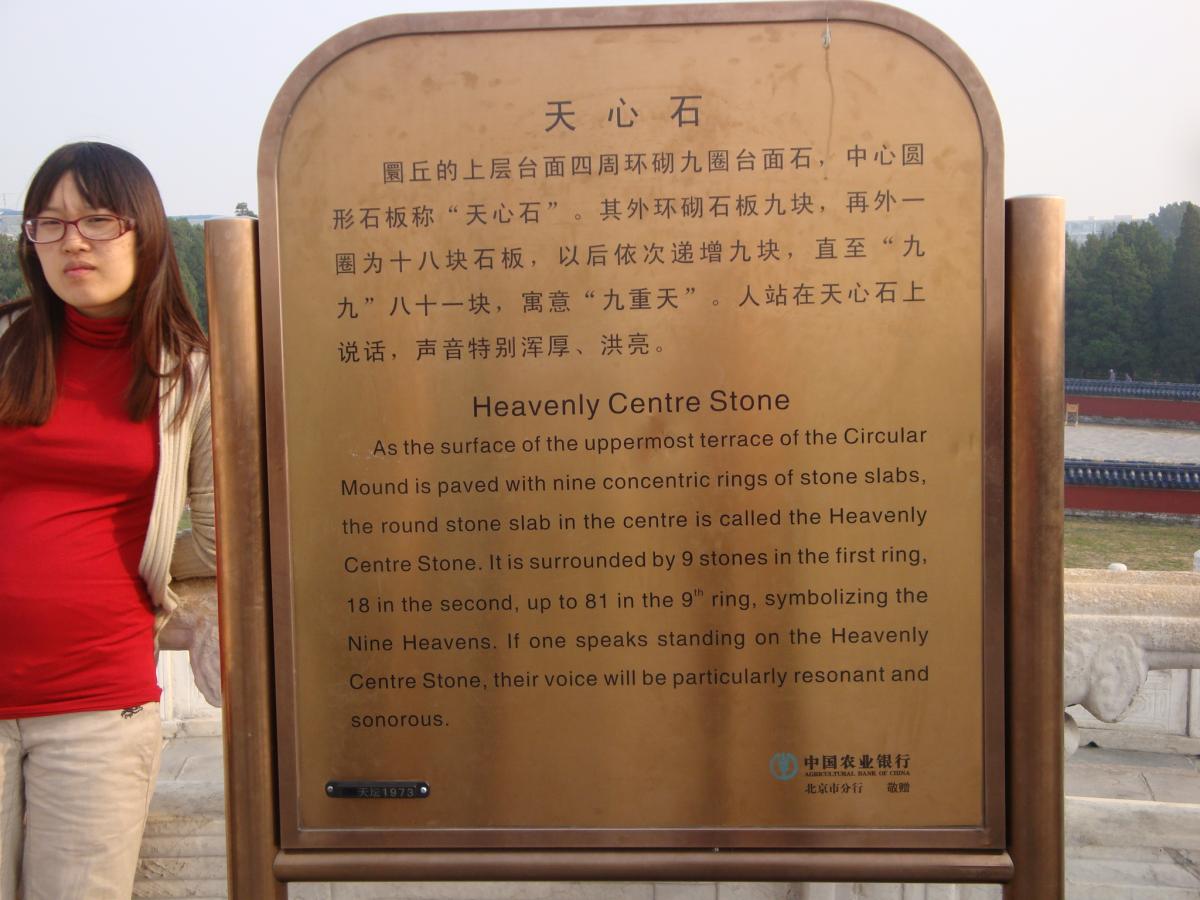 天心石
圜丘的上层台面四周环砌九圈台面石，中心圆
形石板称“天心石”。其外环砌石板九块，再外一
圈为十八块石板，以后依次递增九块，直至“九
九”八十一块，寓意“九重天”。人站在天心石上
说话，声音特别浑厚、洪亮。
Heavenly Centre Stone
As the surface of the uppermost terrace of the Circular
Mound is paved with nine concentric rings of stone slabs,
the round stone slab in the centre is called the Heavenly
Centre Stone. It is surrounded by 9 stones in the first ring,
18 in the second, up to 81 in the 9th ring, symbolizing the
Nine Heavens. If one speaks standing on the Heavenly
Centre Stone, their voice will be particularly resonant and
sonorous.
中国农业银行
AGRICULTURAL BANK OF CHINA
北京市分行 敬赠
天坛1973